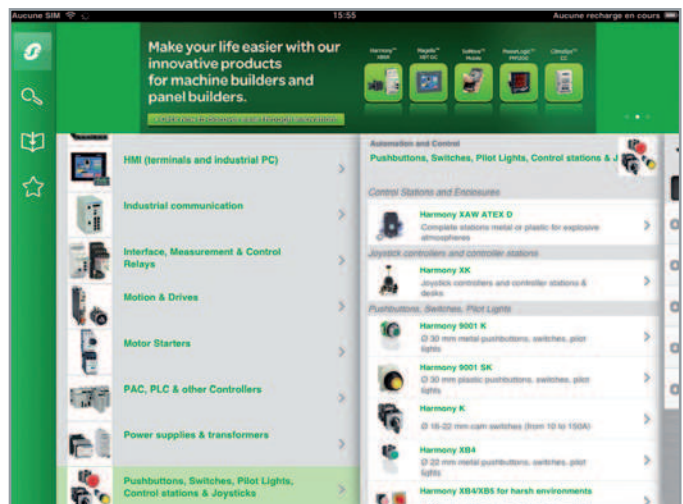 Aucune SIM
15:55
Aucune recharge en cours
Make your life easier with our
innovative products
for machine builders and
panel builders.
Harmony™
XB5R
Magelis™
SoMove™
Mobile
PowerLogic™
HMI (terminals and industrial PC)
Industrial communication
Interface, Measurement & Control
Relays
Motion & Drives
Motor Starters
PAC, PLC & other Controllers
Power supplies & transformers
Pushbuttons, Switches, Pilot Lights,
Control stations & Joysticks
Automation and Control
Pushbuttons, Switches, Pilot Lights, Control stations & J
Control Stations and Enclosures
Harmony XAW ATEX D
Complete stations metal or plastic for explosive
atmospheres
Joystick controllers and controller stations
Harmony XK
Joystick controllers and controller stations &
desks
Pushbuttons, Switches, Pilot Lights
Harmony 9001 K
Ø 30 mm metal pushbuttons, switches, pilot
lights
Harmony 9001 SK
Ø 30 mm plastic pushbuttons, switches, pilot
lights
Harmony K
Ø 16-22 mm cam switches (from 10 to 150A)
Harmony XB4
Ø 22 mm metal pushbuttons, switches, pilot
lights
Harmony XB4/XB5 for harsh environments